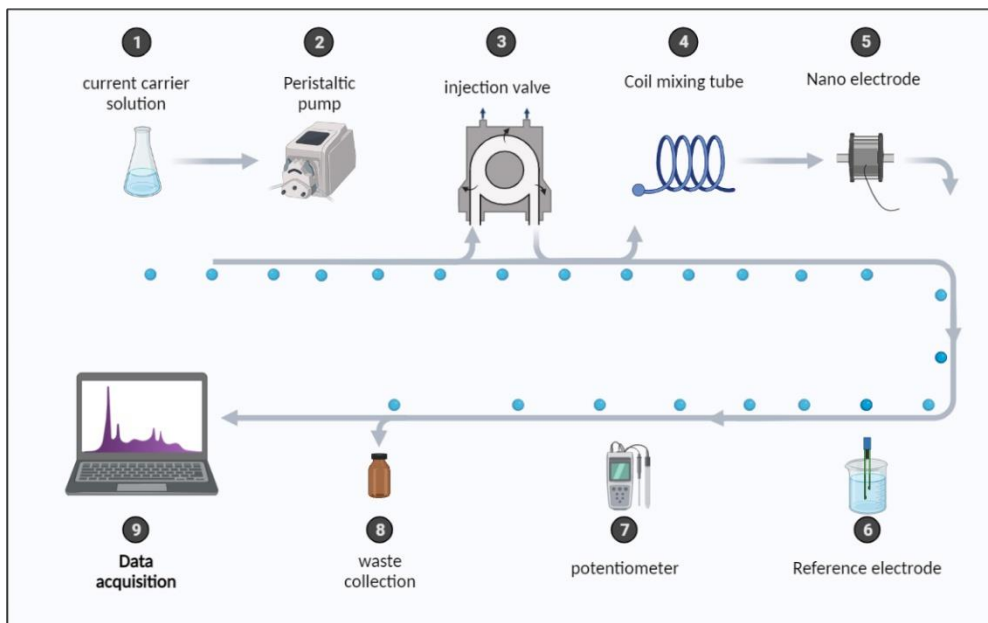 1
current carrier
solution
2
Peristaltic
pump
3
injection valve
4
Coil mixing tube
5
Nano electrode
9
Data
acquisition
8
waste
collection
7
potentiometer
6
Reference electrode